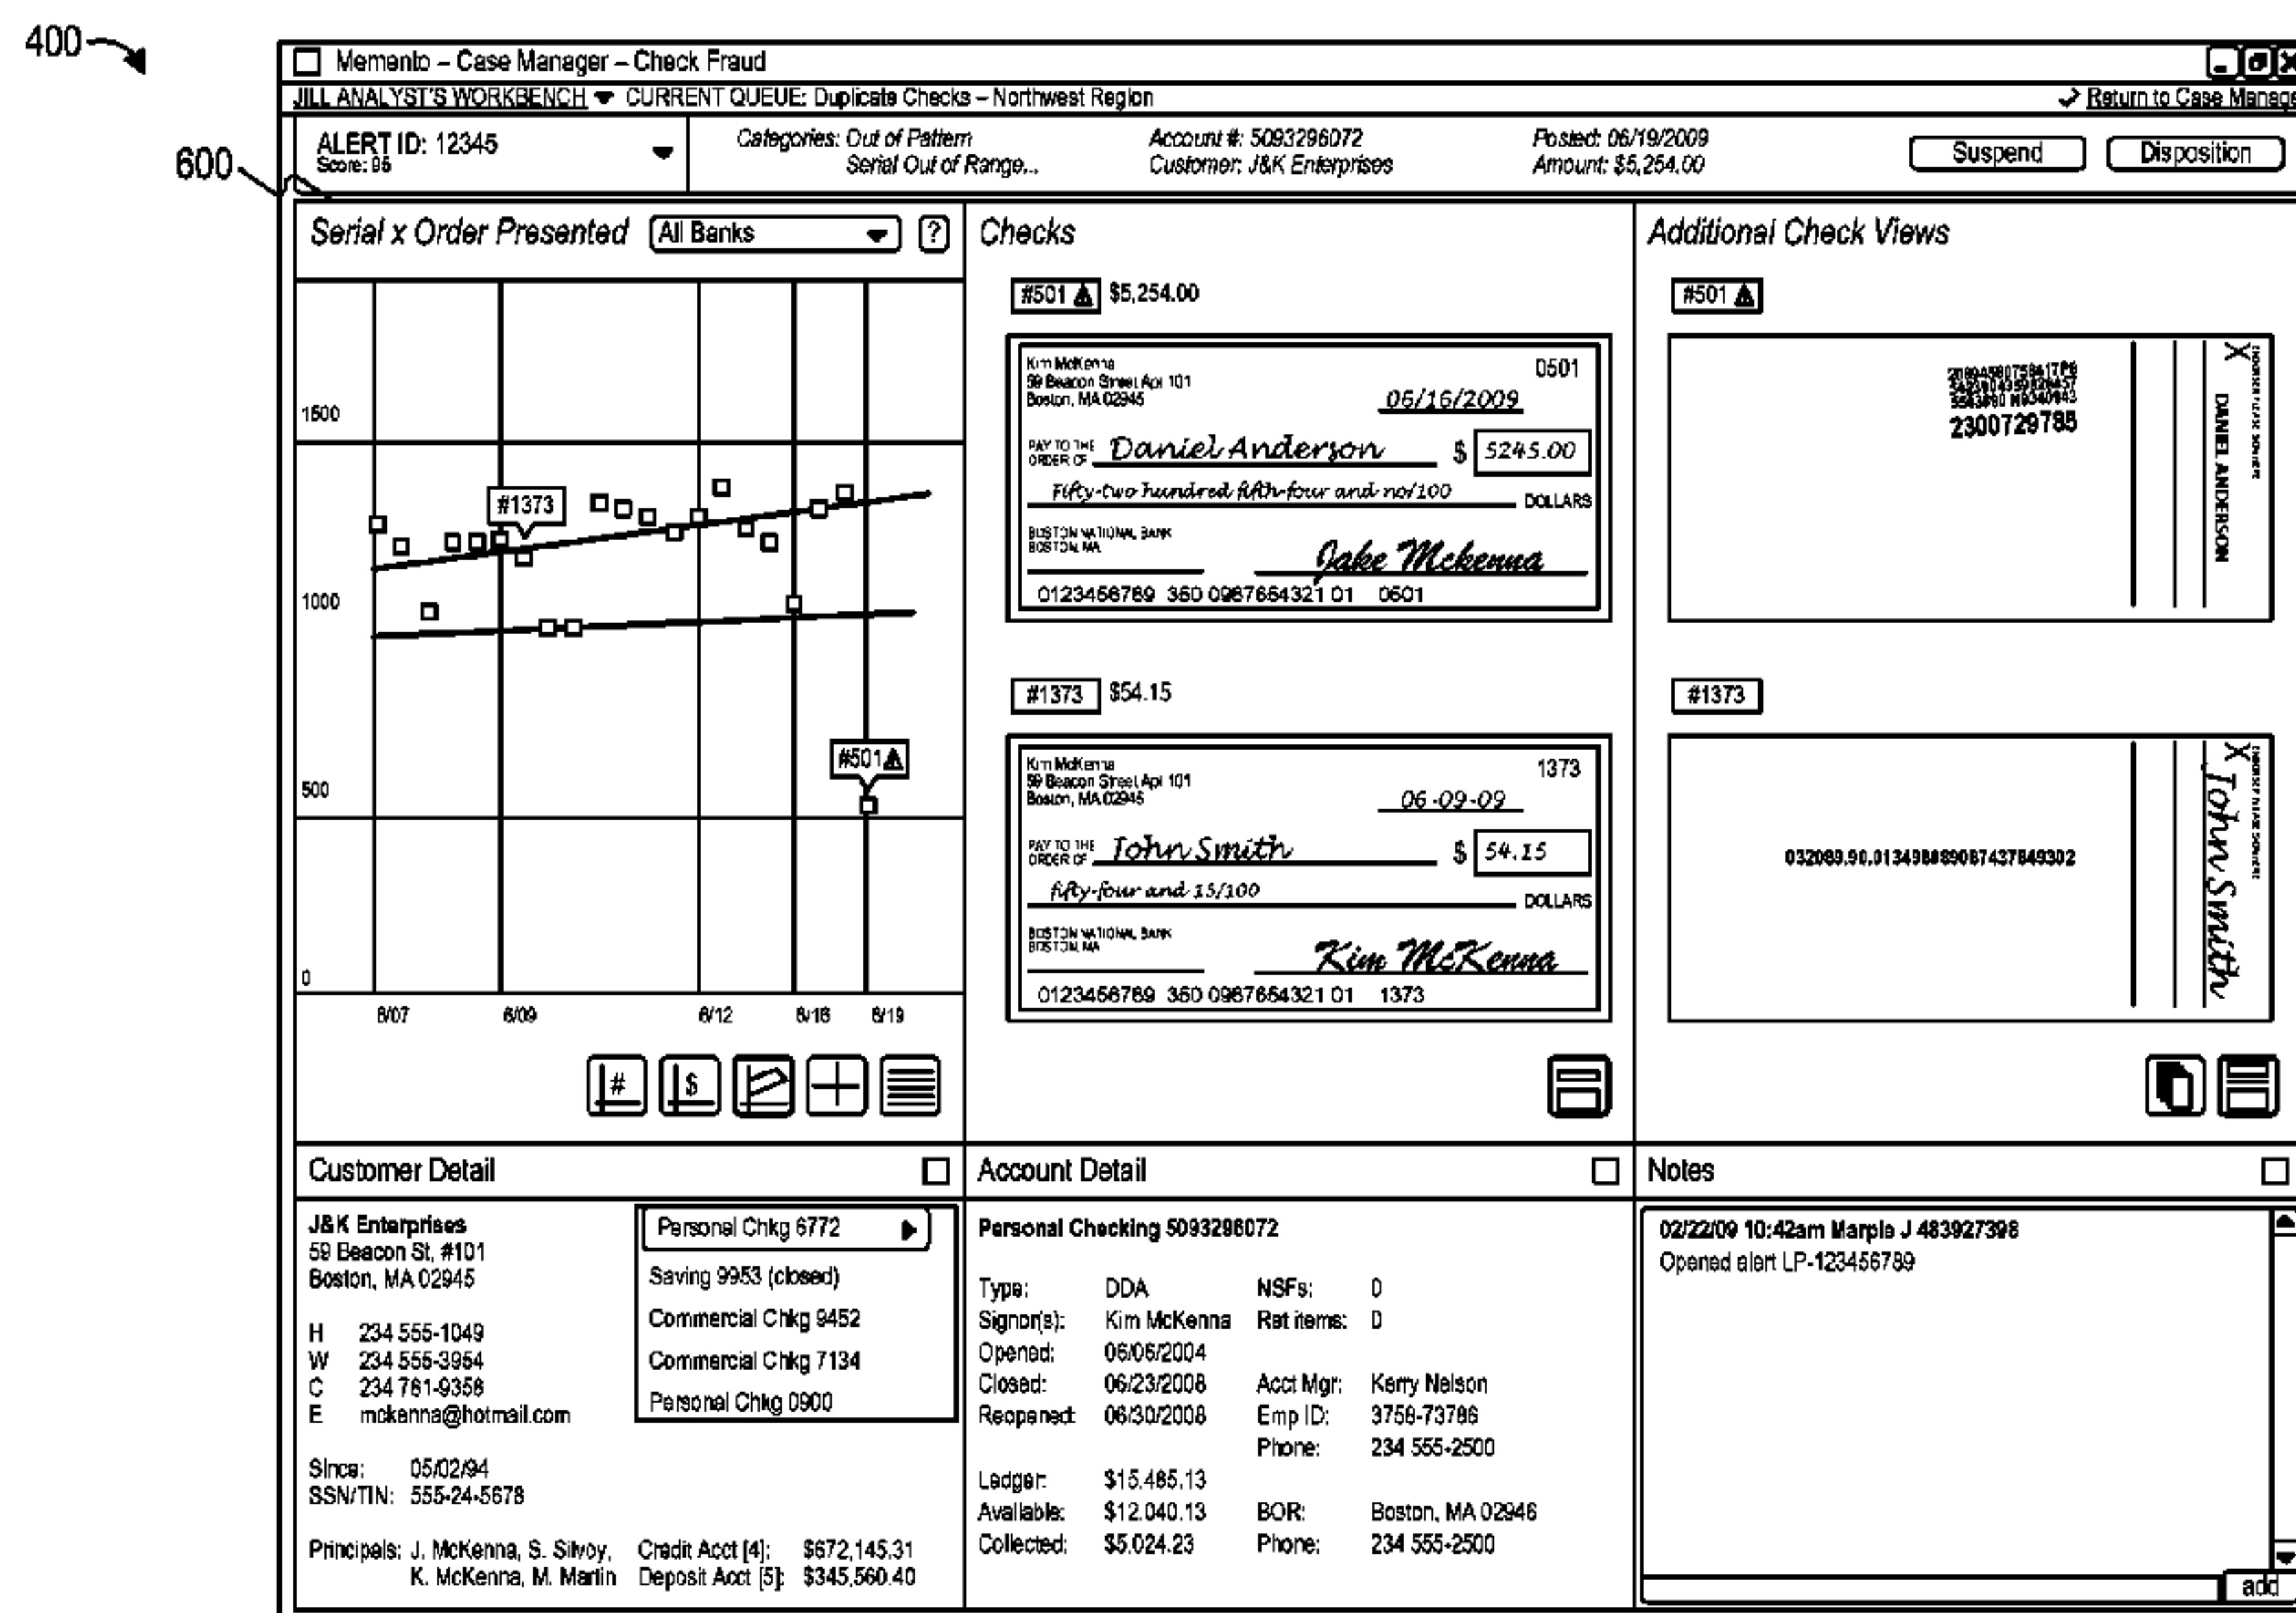 400
Memento – Case Manager – Check Fraud
JILL ANALYST'S WORKBENCH CURRENT QUEUE: Duplicate Checks – Northwest Region
Return to Case Manage
600
ALERT ID: 12345
Score: 95
Categories: Out of Pattern
Serial Out of Range...
Account #: 5093296072
Customer: J&K Enterprises
Posted: 06/19/2009
Amount: $5,254.00
Suspend
Disposition
Serial x Order Presented
All Banks
?
1500
1000
500
0
#1373
#501
6/07 6/09 6/12 6/16 6/19
#
$
Checks
#501 $5,254.00
Kim McKenna
59 Beacon Street Apt 101
Boston, MA 02945
0501
06/16/2009
PAY TO THE
ORDER OF Daniel Anderson $ 5245.00
Fifty-two hundred fifth-four and no/100 DOLLARS
BOSTON NATIONAL BANK
BOSTON, MA
Jake Mckenna
0123456789 350 0987654321 01 0501
#1373 $54.15
Kim McKenna
59 Beacon Street Apt 101
Boston, MA 02945
1373
06-09-09
PAY TO THE
ORDER OF John Smith $ 54.15
fifty-four and 15/100 DOLLARS
BOSTON NATIONAL BANK
BOSTON, MA
Kim McKenna
0123456789 350 0987654321 01 1373
Additional Check Views
#501
2300729785
X
DANIEL ANDERSON
#1373
X
John Smith
Customer Detail
J&K Enterprises
59 Beacon St, #101
Boston, MA 02945
H 234 555-1049
W 234 555-3954
C 234 781-9358
E mckenna@hotmail.com
Since: 05/02/94
SSN/TIN: 555-24-5678
Principals: J. McKenna, S. Silvoy,
K. McKenna, M. Martin
Credit Acct [4]: $672,145.31
Deposit Acct [5]: $345,560.40
Personal Chkg 6772
Saving 9953 (closed)
Commercial Chkg 9452
Commercial Chkg 7134
Personal Chkg 0900
Account Detail
Personal Checking 5093296072
Type: DDA NSFs: 0
Signor(s): Kim McKenna Ret items: 0
Opened: 06/06/2004
Closed: 06/23/2008 Acct Mgr: Kerry Nelson
Reopened: 06/30/2008 Emp ID: 3758-73786
Phone: 234 555-2500
Ledger: $15.485.13
Available: $12.040.13 BOR: Boston, MA 02946
Collected: $5.024.23 Phone: 234 555-2500
Notes
02/22/09 10:42am Marple J 483927398
Opened alert LP-123456789
add